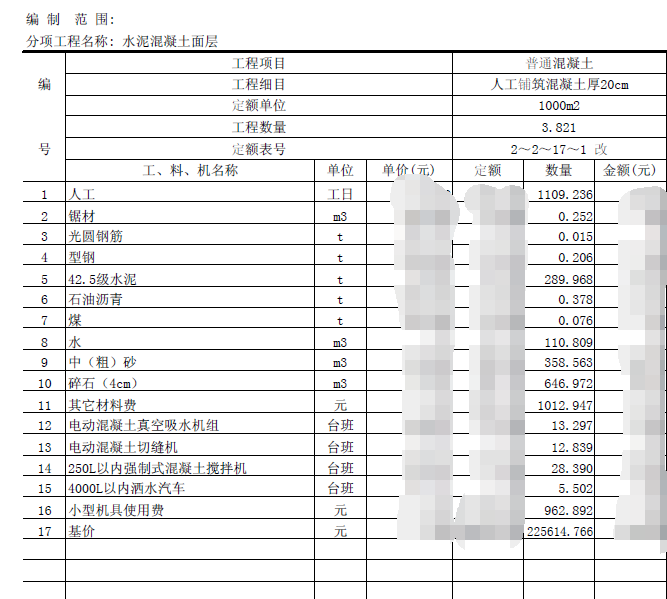 编 制 范 围:
分项工程名称: 水泥混凝土面层
编号
工程项目 普通混凝土
工程细目 人工铺筑混凝土厚20cm
定额单位 1000m2
工程数量 3.821
定额表号 2～2～17～1 改
工、料、机名称 单位 单价(元) 定额 数量 金额(元)
1 人工 工日 1109.236
2 锯材 m3 0.252
3 光圆钢筋 t 0.015
4 型钢 t 0.206
5 42.5级水泥 t 289.968
6 石油沥青 t 0.378
7 煤 t 0.076
8 水 m3 110.809
9 中（粗）砂 m3 358.563
10 碎石（4cm） m3 646.972
11 其它材料费 元 1012.947
12 电动混凝土真空吸水机组 台班 13.297
13 电动混凝土切缝机 台班 12.839
14 250L以内强制式混凝土搅拌机 台班 28.390
15 4000L以内洒水汽车 台班 5.502
16 小型机具使用费 元 962.892
17 基价 元 225614.766